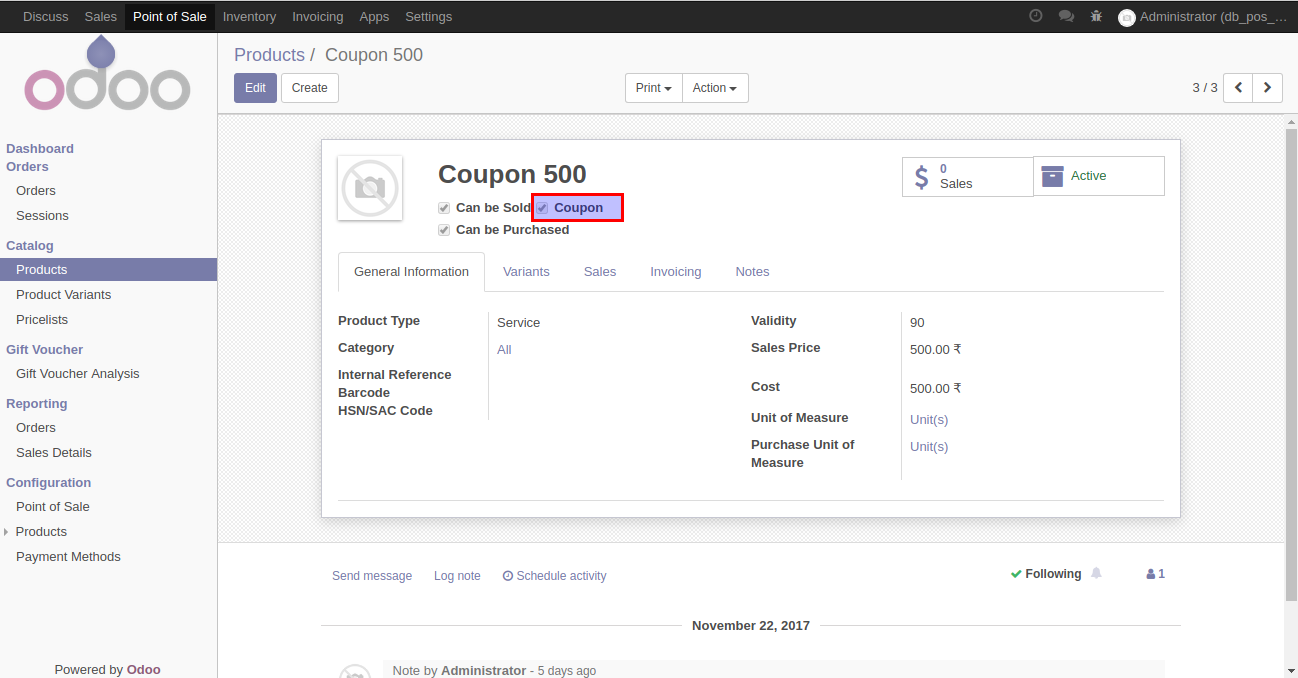 Discuss Sales Point of Sale Inventory Invoicing Apps Settings Administrator (db_pos_...
odoo
Products / Coupon 500
Edit Create Print Action 3 / 3
Dashboard
Orders
Orders
Sessions
Catalog
Products
Product Variants
Pricelists
Gift Voucher
Gift Voucher Analysis
Reporting
Orders
Sales Details
Configuration
Point of Sale
Products
Payment Methods
Powered by Odoo
Coupon 500
Can be Sold Coupon
Can be Purchased
0
Sales
Active
General Information Variants Sales Invoicing Notes
Product Type Service
Category All
Internal Reference
Barcode
HSN/SAC Code
Validity 90
Sales Price 500.00 ₹
Cost 500.00 ₹
Unit of Measure Unit(s)
Purchase Unit of Unit(s)
Measure
Send message Log note Schedule activity Following 1
November 22, 2017
Note by Administrator - 5 days ago